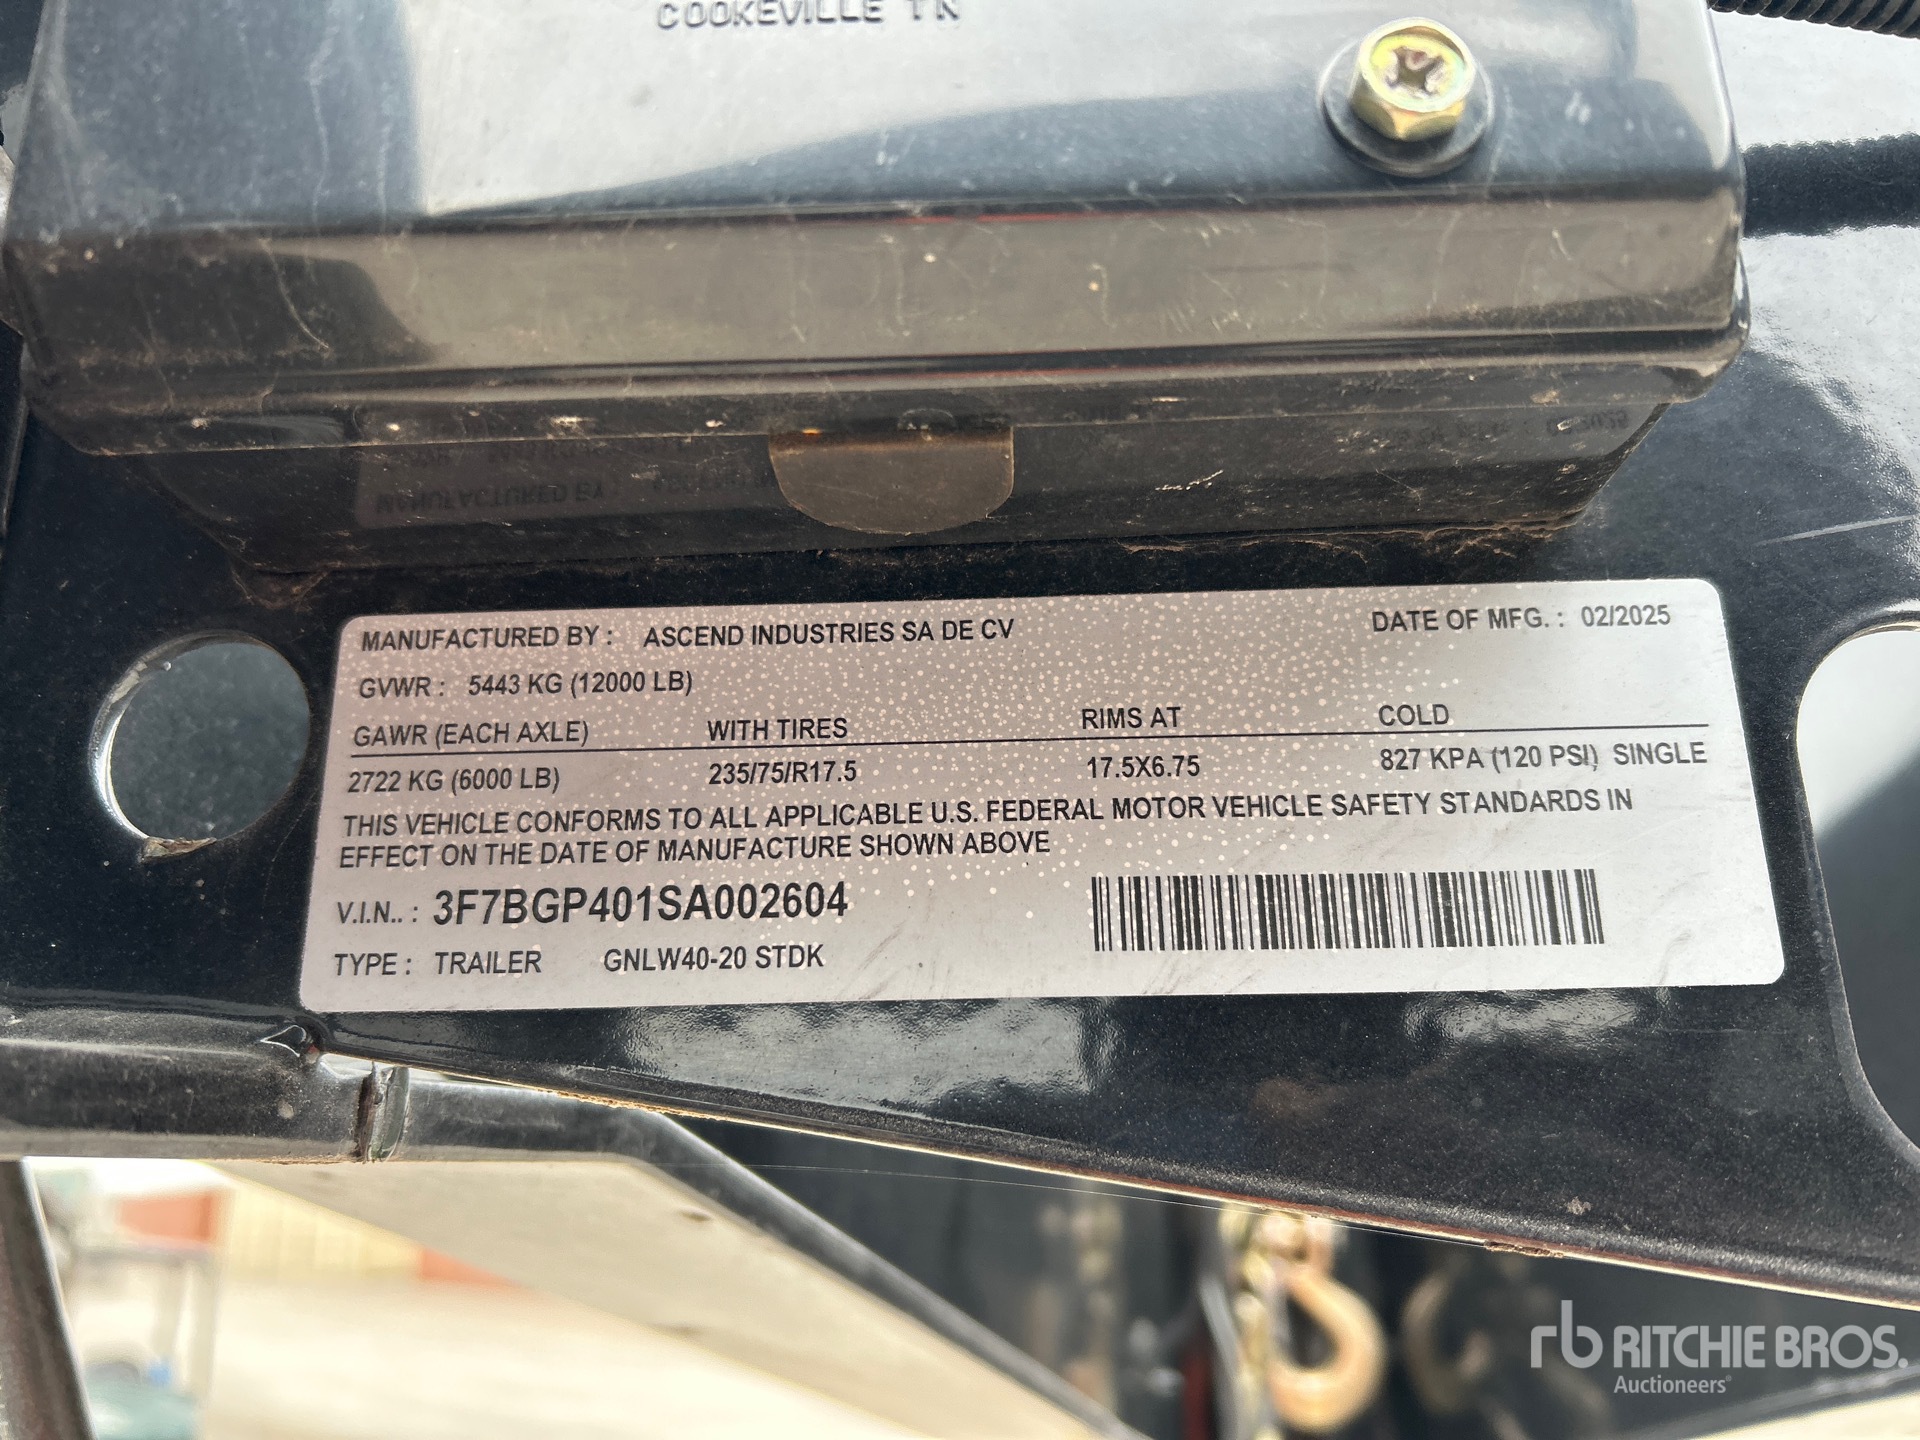 COOKEVILLE TN
MANUFACTURED BY : ASCEND INDUSTRIES SA DE CV DATE OF MFG. : 02/2025
GVWR : 5443 KG (12000 LB)
GAWR (EACH AXLE) WITH TIRES RIMS AT COLD
2722 KG (6000 LB) 235/75/R17.5 17.5X6.75 827 KPA (120 PSI) SINGLE
THIS VEHICLE CONFORMS TO ALL APPLICABLE U.S. FEDERAL MOTOR VEHICLE SAFETY STANDARDS IN
EFFECT ON THE DATE OF MANUFACTURE SHOWN ABOVE
V.I.N.. : 3F7BGP401SA002604
TYPE : TRAILER GNLW40-20 STDK
rb RITCHIE BROS.
Auctioneers